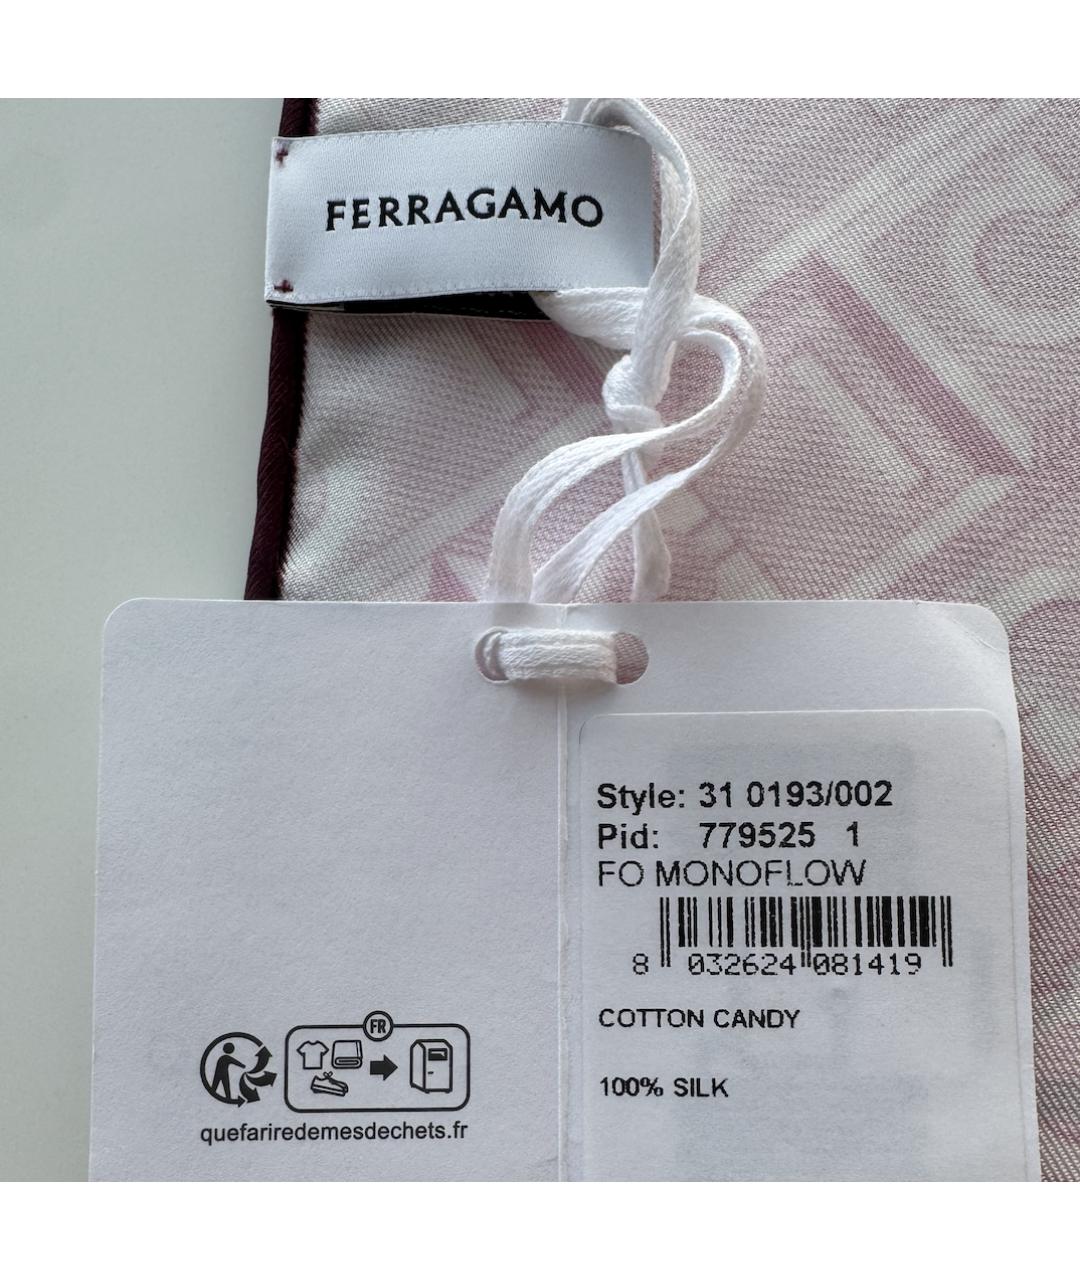 FERRAGAMO
Style: 31 0193/002
Pid: 779525 1
FO MONOFLOW
8 032624 081419
COTTON CANDY
100% SILK
FR
quefairedemesdechets.fr